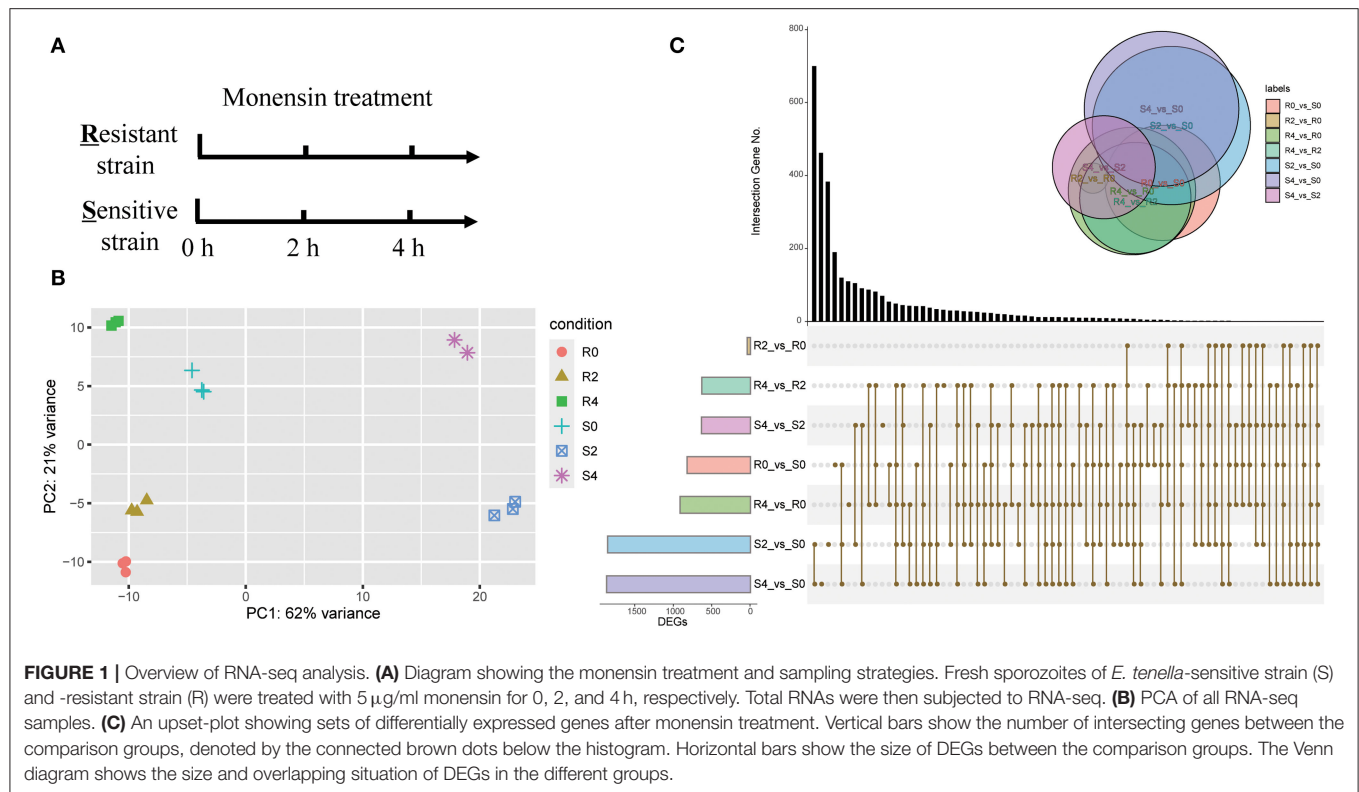 A
Monensin treatment
Resistant
strain
Sensitive
strain
0 h
2 h
4 h
B
10
5
0
−5
−10
PC2: 21% variance
−10
0
10
20
PC1: 62% variance
condition
R0
R2
R4
S0
S2
S4
C
800
600
400
200
0
Intersection Gene No.
S4_vs_S0
S2_vs_S0
S4_vs_S2
R2_vs_R0
R0_vs_S0
R4_vs_R0
R4_vs_R2
labels
R0_vs_S0
R2_vs_R0
R4_vs_R0
R4_vs_R2
S2_vs_S0
S4_vs_S0
S4_vs_S2
R2_vs_R0
R4_vs_R2
S4_vs_S2
R0_vs_S0
R4_vs_R0
S2_vs_S0
S4_vs_S0
1500
1000
500
0
DEGs
FIGURE 1 | Overview of RNA-seq analysis. (A) Diagram showing the monensin treatment and sampling strategies. Fresh sporozoites of E. tenella-sensitive strain (S)
and -resistant strain (R) were treated with 5 μg/ml monensin for 0, 2, and 4 h, respectively. Total RNAs were then subjected to RNA-seq. (B) PCA of all RNA-seq
samples. (C) An upset-plot showing sets of differentially expressed genes after monensin treatment. Vertical bars show the number of intersecting genes between the
comparison groups, denoted by the connected brown dots below the histogram. Horizontal bars show the size of DEGs between the comparison groups. The Venn
diagram shows the size and overlapping situation of DEGs in the different groups.